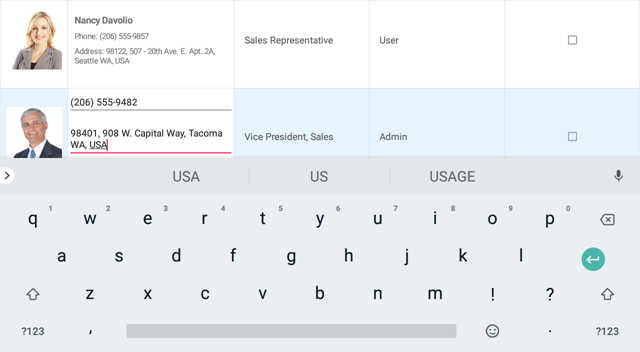 Nancy Davolio
Phone: (206) 555-9857
Address: 98122, 507 - 20th Ave. E. Apt. 2A,
Seattle WA, USA
Sales Representative
User
(206) 555-9482
98401, 908 W. Capital Way, Tacoma
WA, USA
Vice President, Sales
Admin
USA US USAGE
q 1 w 2 e 3 r 4 t 5 y 6 u 7 i 8 o 9 p 0
a s d f g h j k l
z x c v b n m ! ?
?123 , . ?123